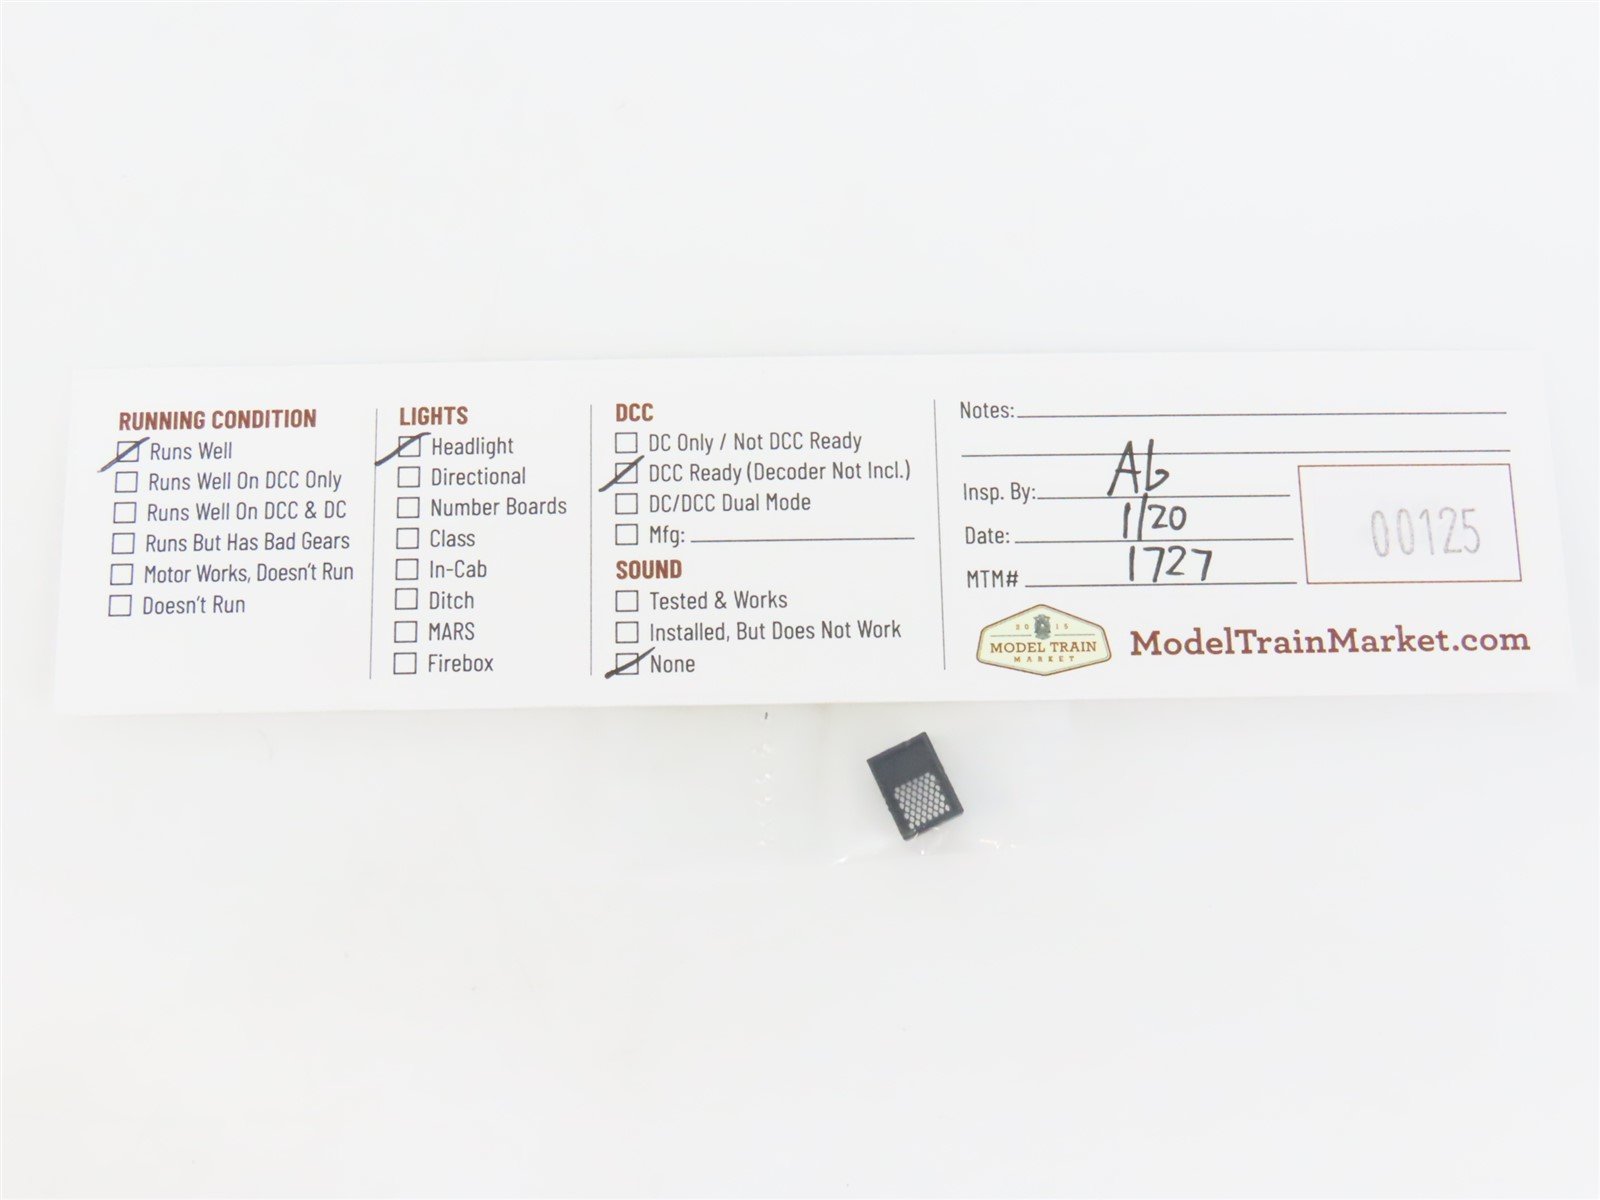 RUNNING CONDITION
Runs Well
Runs Well On DCC Only
Runs Well On DCC & DC
Runs But Has Bad Gears
Motor Works, Doesn't Run
Doesn't Run
LIGHTS
Headlight
Directional
Number Boards
Class
In-Cab
Ditch
MARS
Firebox
DCC
DC Only / Not DCC Ready
DCC Ready (Decoder Not Incl.)
DC/DCC Dual Mode
Mfg:
SOUND
Tested & Works
Installed, But Does Not Work
None
Notes:
Insp. By: Ab
Date: 1/20
MTM# 1727
00125
2015
MODEL TRAIN
MARKET
ModelTrainMarket.com